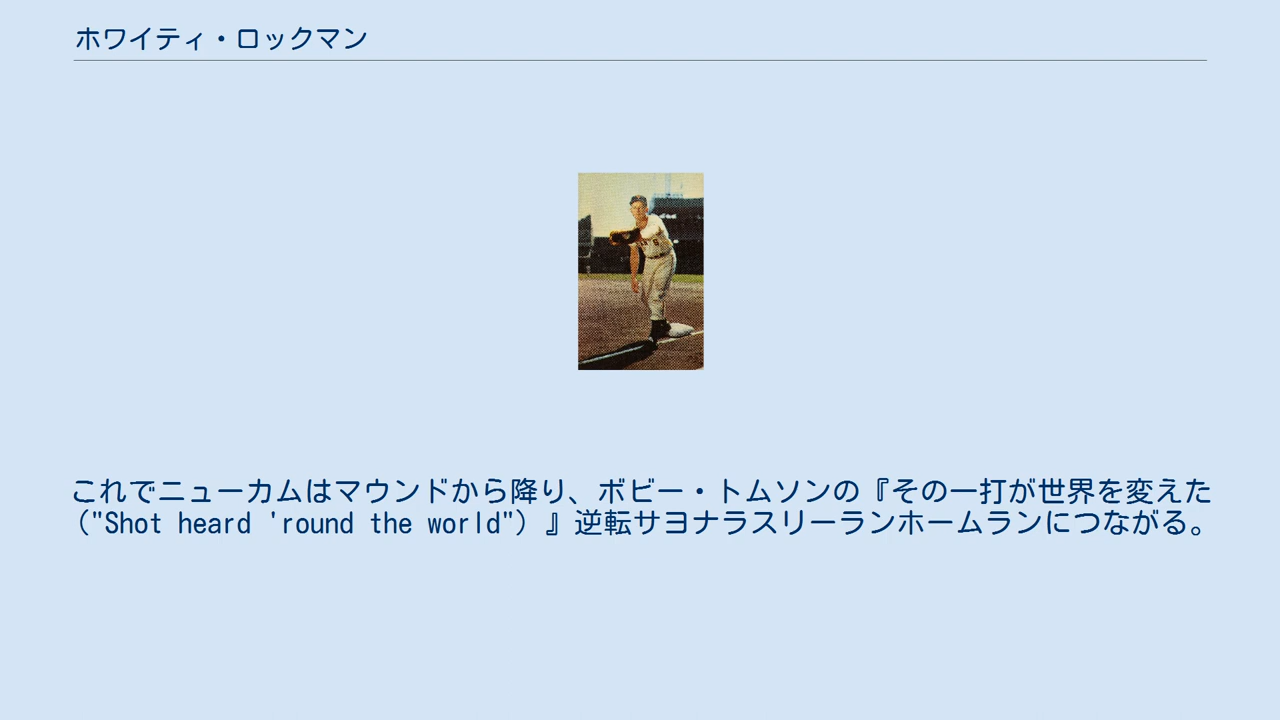 ホワイティ・ロックマン
これでニューカムはマウンドから降り、ボビー・トムソンの『その一打が世界を変えた
（"Shot heard 'round the world"）』逆転サヨナラスリーランホームランにつながる。